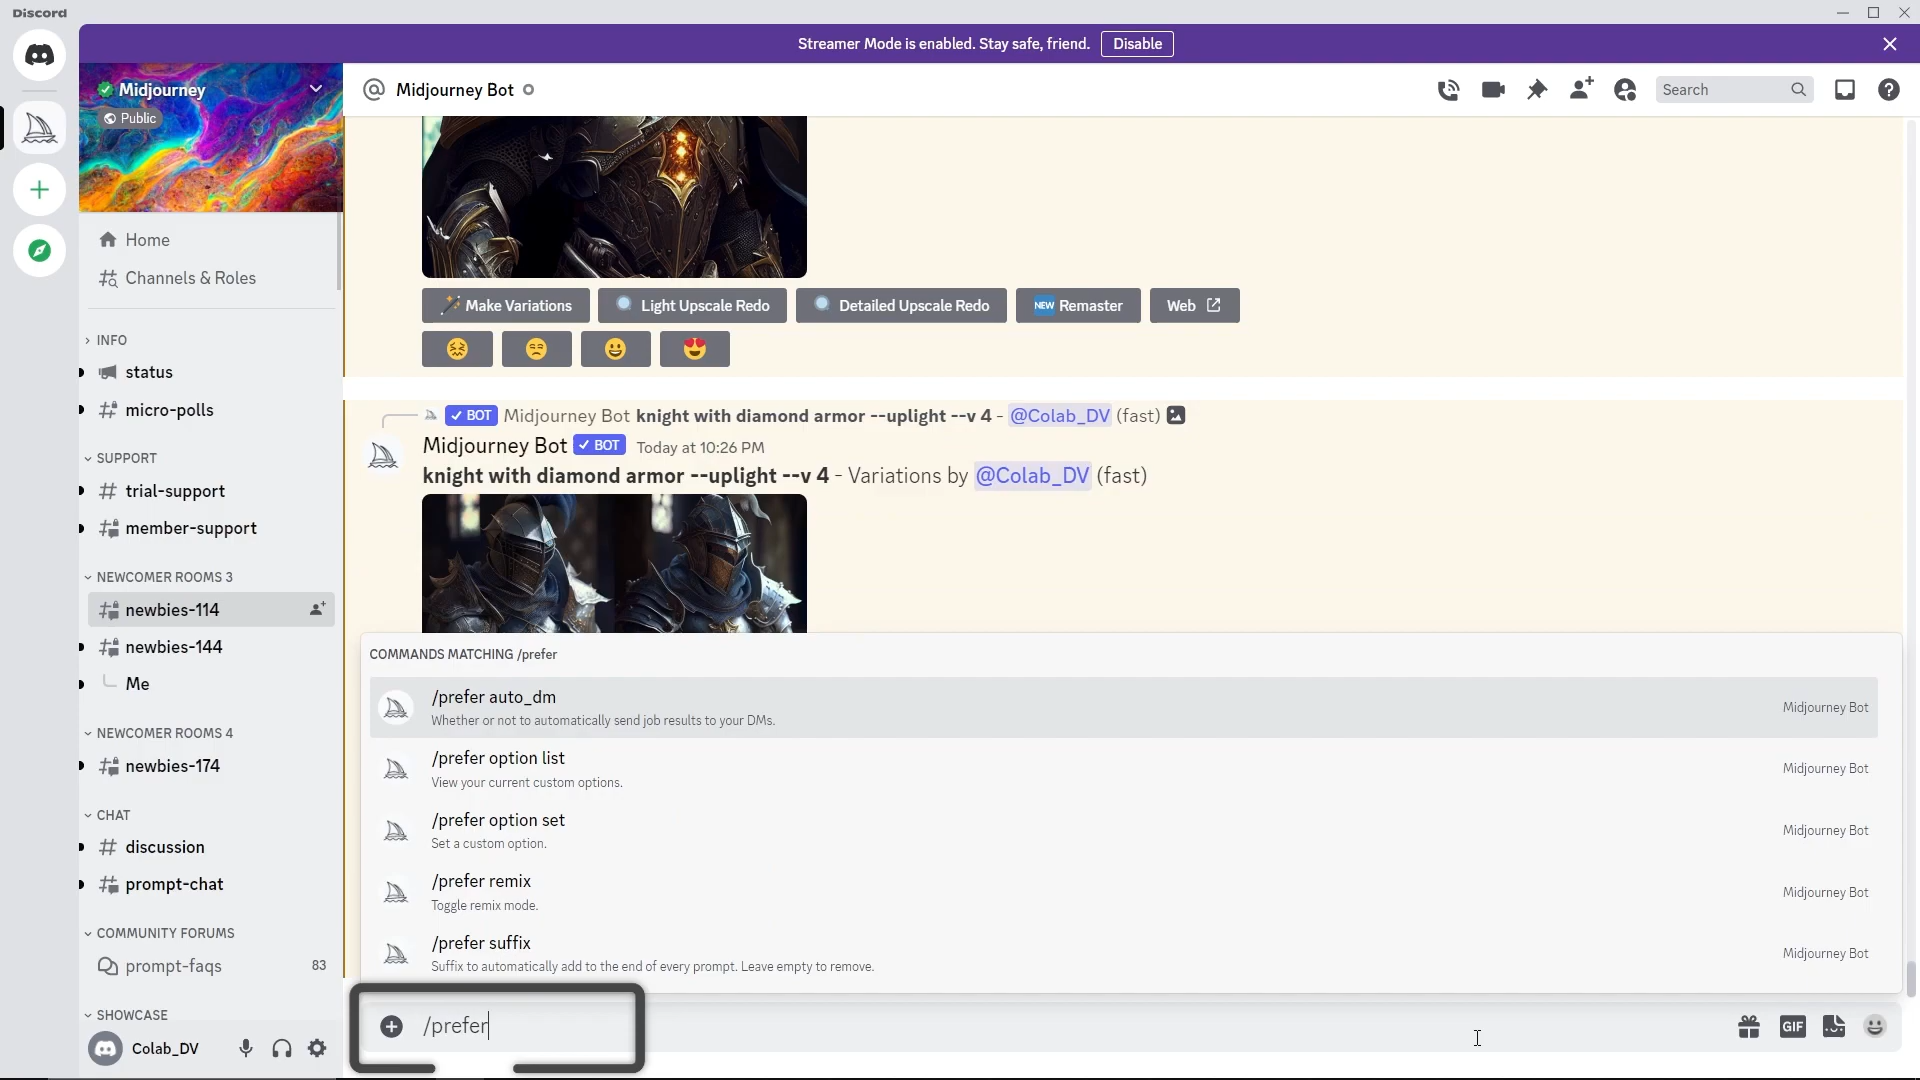 Discord
Streamer Mode is enabled. Stay safe, friend. Disable
Midjourney
Public
Midjourney Bot
Search
Home
Channels & Roles
INFO
status
micro-polls
SUPPORT
trial-support
member-support
NEWCOMER ROOMS 3
newbies-114
newbies-144
Me
NEWCOMER ROOMS 4
newbies-174
CHAT
discussion
prompt-chat
COMMUNITY FORUMS
prompt-faqs 83
SHOWCASE
Colab_DV
Make Variations Light Upscale Redo Detailed Upscale Redo NEW Remaster Web
BOT Midjourney Bot knight with diamond armor --uplight --v 4 - @Colab_DV (fast)
Midjourney Bot BOT Today at 10:26 PM
knight with diamond armor --uplight --v 4 - Variations by @Colab_DV (fast)
COMMANDS MATCHING /prefer
/prefer auto_dm
Whether or not to automatically send job results to your DMs.
Midjourney Bot
/prefer option list
View your current custom options.
Midjourney Bot
/prefer option set
Set a custom option.
Midjourney Bot
/prefer remix
Toggle remix mode.
Midjourney Bot
/prefer suffix
Suffix to automatically add to the end of every prompt. Leave empty to remove.
Midjourney Bot
/prefer
GIF